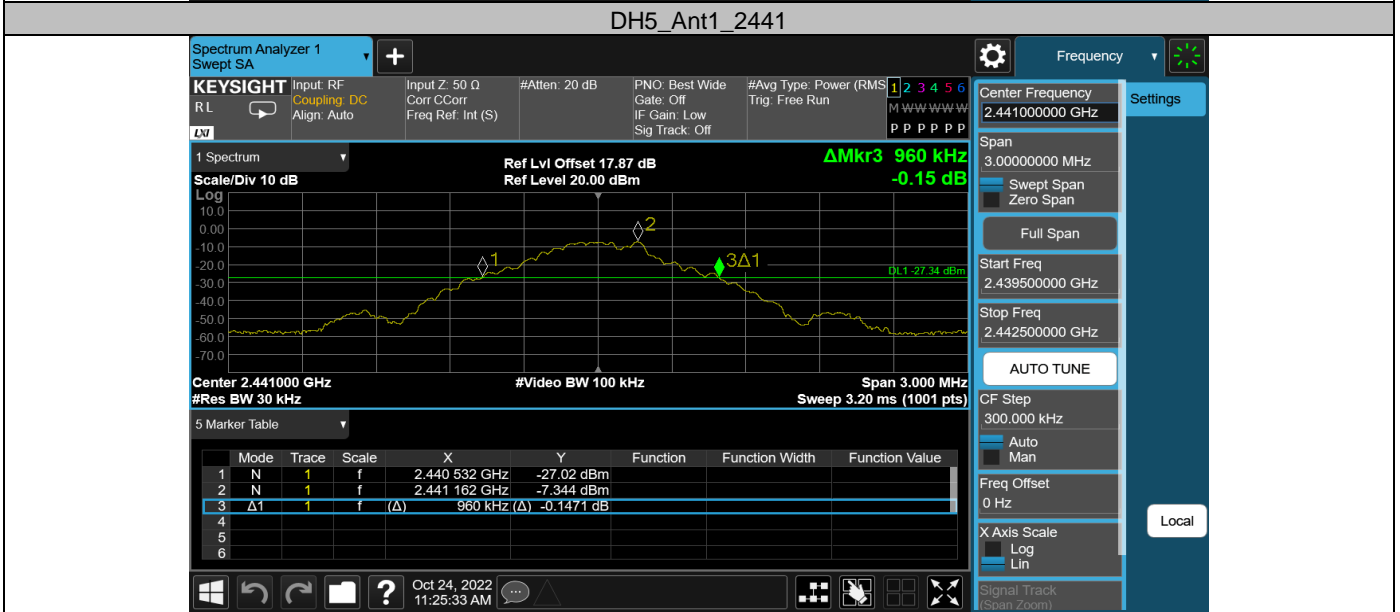 DH5_Ant1_2441
Spectrum Analyzer 1
Swept SA
Frequency
KEYSIGHT
R L
LXI
Input: RF
Coupling: DC
Align: Auto
Input Z: 50 Ω
Corr CCorr
Freq Ref: Int (S)
#Atten: 20 dB
PNO: Best Wide
Gate: Off
IF Gain: Low
Sig Track: Off
#Avg Type: Power (RMS
Trig: Free Run
1 2 3 4 5 6
M W W W W W
P P P P P P
1 Spectrum
Scale/Div 10 dB
Ref Lvl Offset 17.87 dB
Ref Level 20.00 dBm
ΔMkr3 960 kHz
-0.15 dB
Log
10.0
0.00
-10.0
-20.0
-30.0
-40.0
-50.0
-60.0
-70.0
1
2
3Δ1
DL1 -27.34 dBm
Center 2.441000 GHz
#Video BW 100 kHz
Span 3.000 MHz
#Res BW 30 kHz
Sweep 3.20 ms (1001 pts)
5 Marker Table
Mode Trace Scale X Y Function Function Width Function Value
1 N 1 f 2.440 532 GHz -27.02 dBm
2 N 1 f 2.441 162 GHz -7.344 dBm
3 Δ1 1 f (Δ) 960 kHz (Δ) -0.1471 dB
4
5
6
Oct 24, 2022
11:25:33 AM
Center Frequency
2.441000000 GHz
Settings
Span
3.00000000 MHz
Swept Span
Zero Span
Full Span
Start Freq
2.439500000 GHz
Stop Freq
2.442500000 GHz
AUTO TUNE
CF Step
300.000 kHz
Auto
Man
Freq Offset
0 Hz
Local
X Axis Scale
Log
Lin
Signal Track
(Span Zoom)